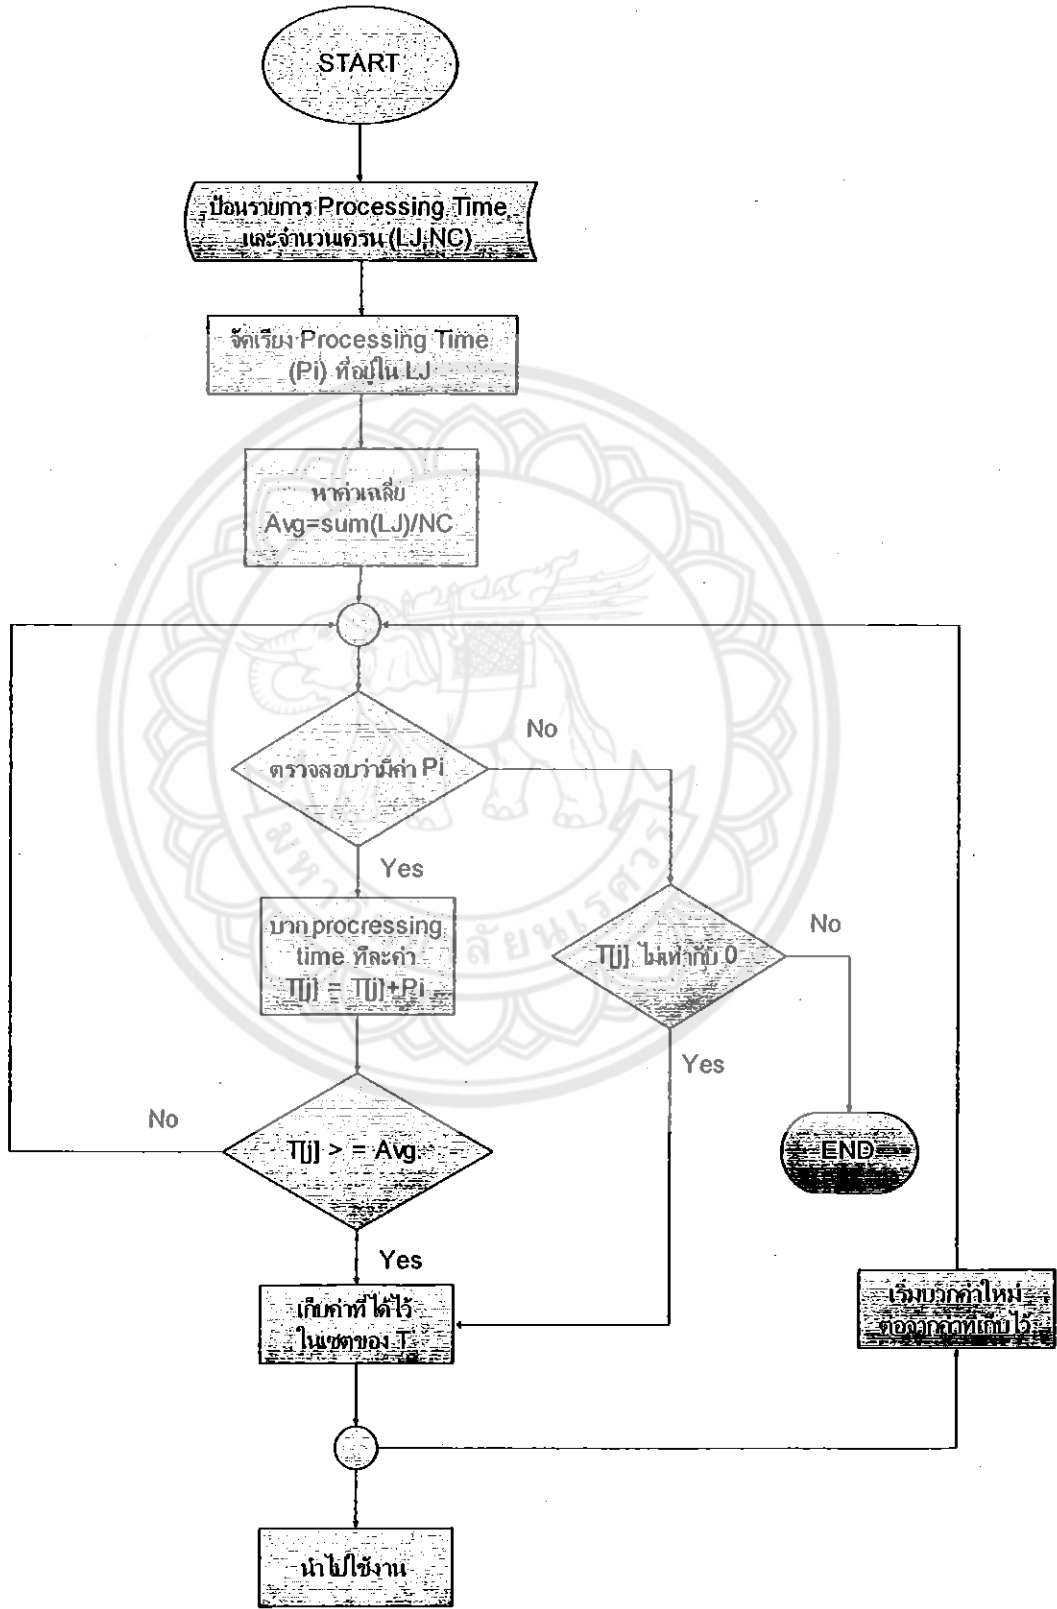 START
ป้อนรายการ Processing Time
และจำนวนเครน (LJ,NC)
จัดเรียง Processing Time
(Pi) ที่อยู่ใน LJ
หาค่าเฉลี่ย
Avg=sum(LJ)/NC
ตรวจสอบว่ามีค่า Pi
No
Yes
บวก procressing
time ทีละค่า
T[j] = T[j]+Pi
T[j] ไม่เท่ากับ 0
No
Yes
T[j] > = Avg
No
Yes
END
เก็บค่าที่ได้ไว้
ในเซตของ T
เริ่มบวกค่าใหม่
ต่อจากค่าที่เก็บไว้
นำไปใช้งาน